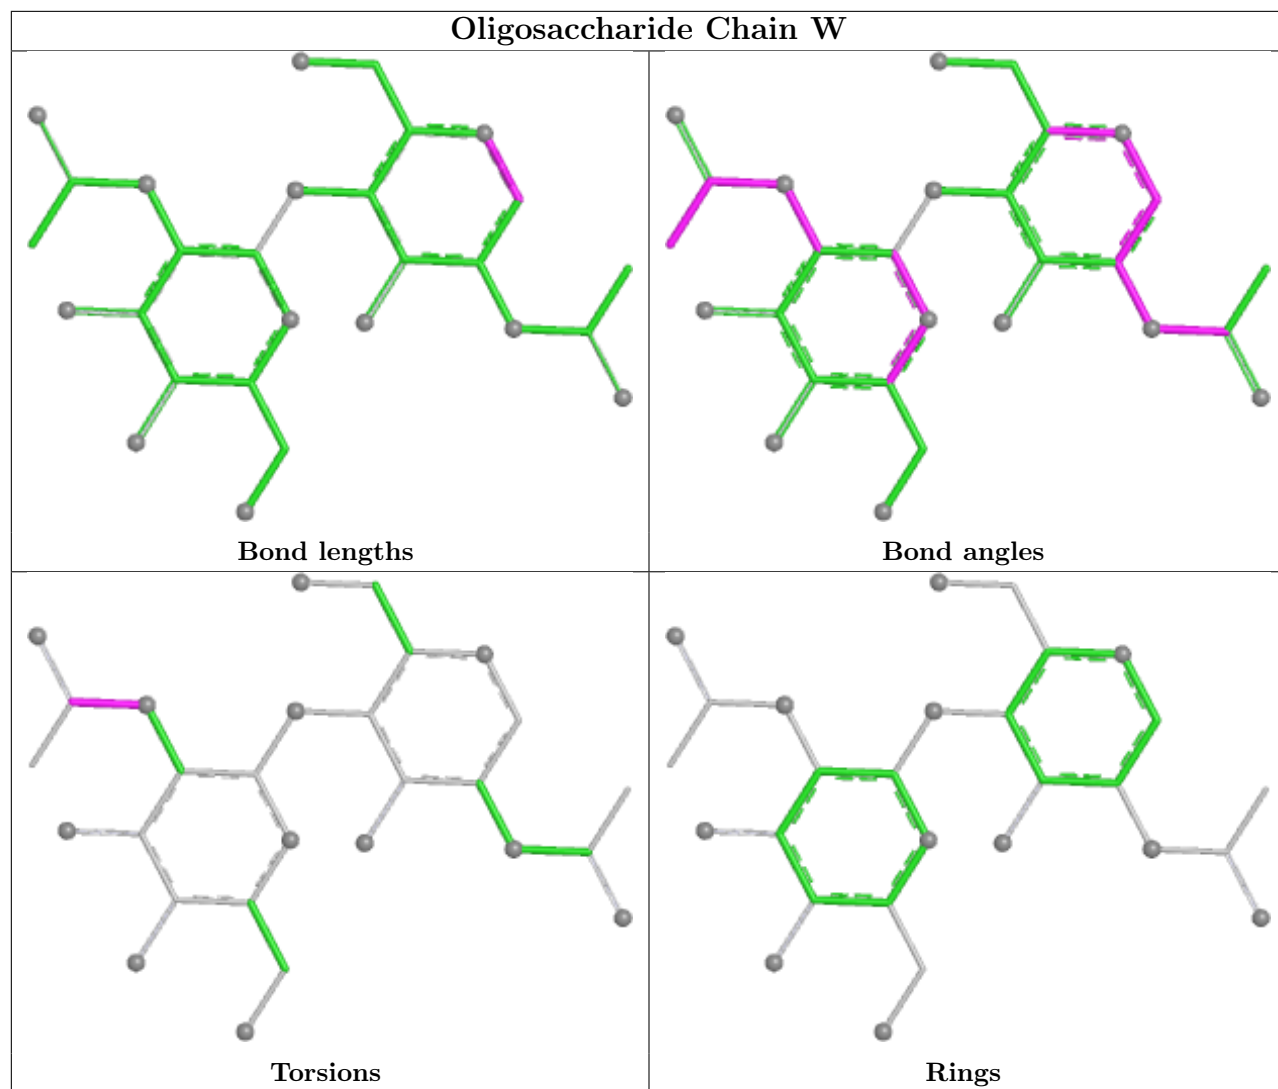 Oligosaccharide Chain W
Bond lengths
Bond angles
Torsions
Rings